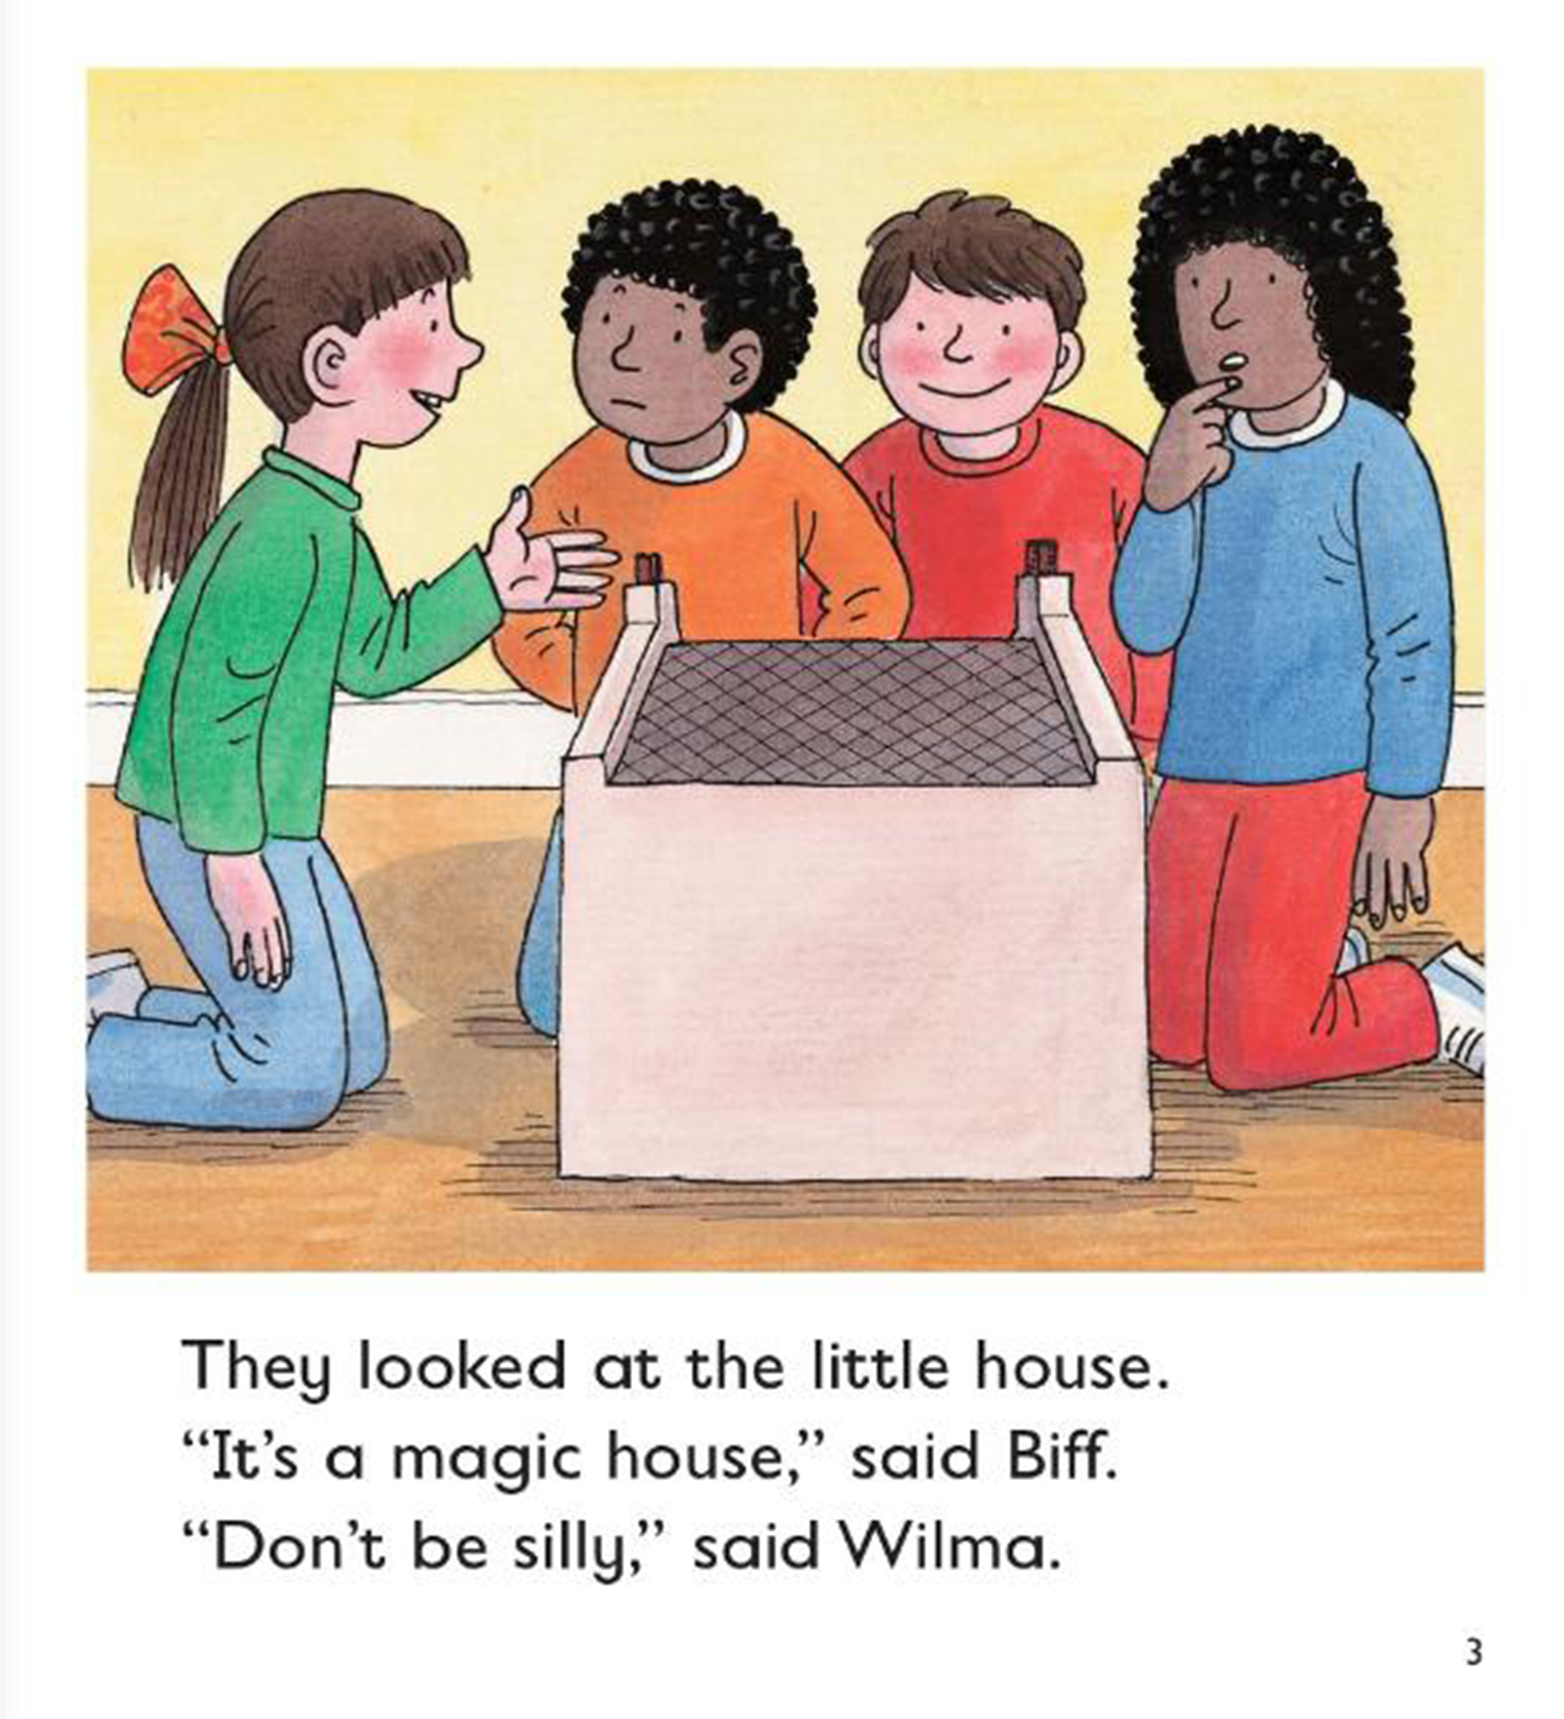 They looked at the little house.
“It’s a magic house,” said Biff.
“Don’t be silly,” said Wilma.
3